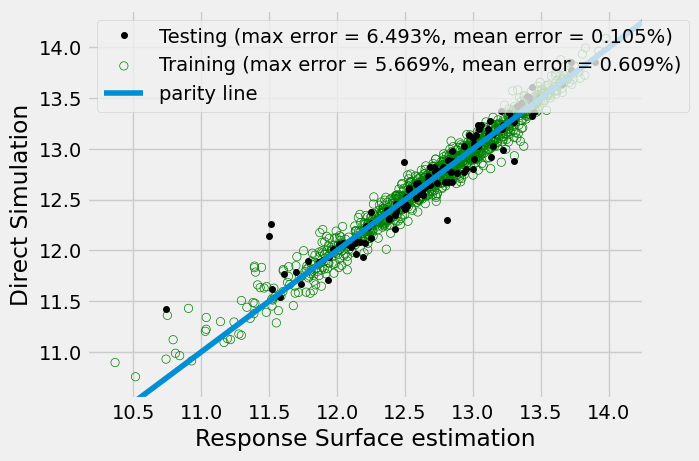 Testing (max error = 6.493%, mean error = 0.105%)
Training (max error = 5.669%, mean error = 0.609%)
parity line
14.0
13.5
13.0
12.5
12.0
11.5
11.0
Direct Simulation
10.5 11.0 11.5 12.0 12.5 13.0 13.5 14.0
Response Surface estimation